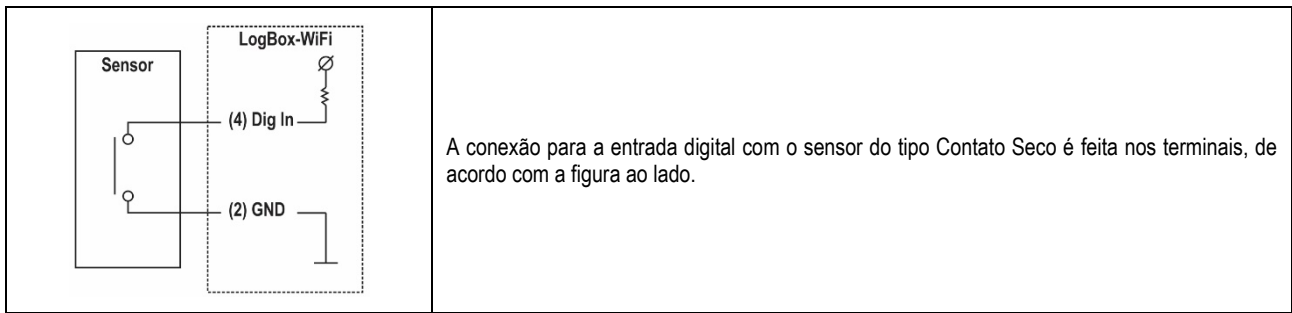 LogBox-WiFi
Sensor
(4) Dig In
(2) GND
A conexão para a entrada digital com o sensor do tipo Contato Seco é feita nos terminais, de
acordo com a figura ao lado.